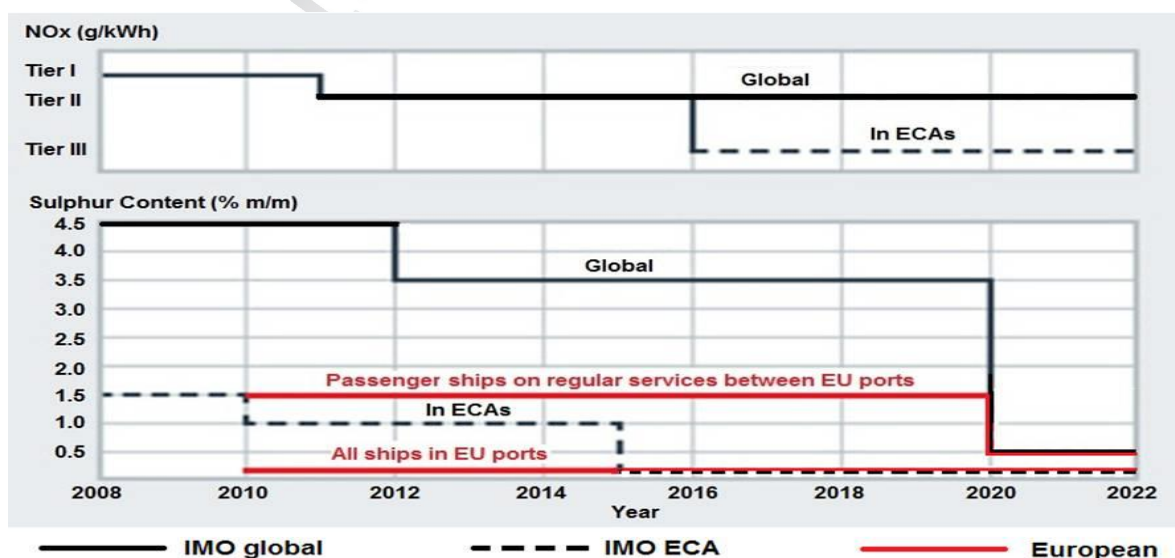 NOx (g/kWh)
Tier I
Global
Tier II
In ECAs
Tier III
Sulphur Content (% m/m)
4.5
4.0
Global
3.5
3.0
2.5
2.0
Passenger ships on regular services between EU ports
1.5
In ECAs
1.0
All ships in EU ports
0.5
2008 2010 2012 2014 2016 2018 2020 2022
Year
IMO global IMO ECA European